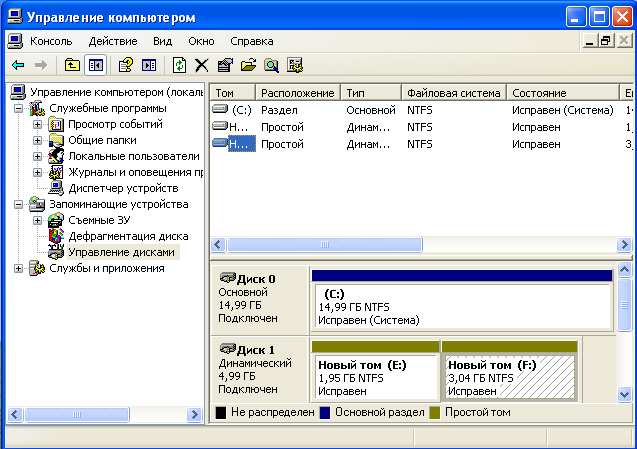 Управление компьютером
Консоль Действие Вид Окно Справка
Управление компьютером (локаль
Служебные программы
Просмотр событий
Общие папки
Локальные пользователи
Журналы и оповещения пр
Диспетчер устройств
Запоминающие устройства
Съемные ЗУ
Дефрагментация диска
Управление дисками
Службы и приложения
Том Расположение Тип Файловая система Состояние
(C:) Раздел Основной NTFS Исправен (Система)
Н... Простой Динам... NTFS Исправен
Н... Простой Динам... NTFS Исправен
Диск 0
Основной
14,99 ГБ
Подключен
(C:)
14,99 ГБ NTFS
Исправен (Система)
Диск 1
Динамический
4,99 ГБ
Подключен
Новый том (E:)
1,95 ГБ NTFS
Исправен
Новый том (F:)
3,04 ГБ NTFS
Исправен
Не распределен Основной раздел Простой том